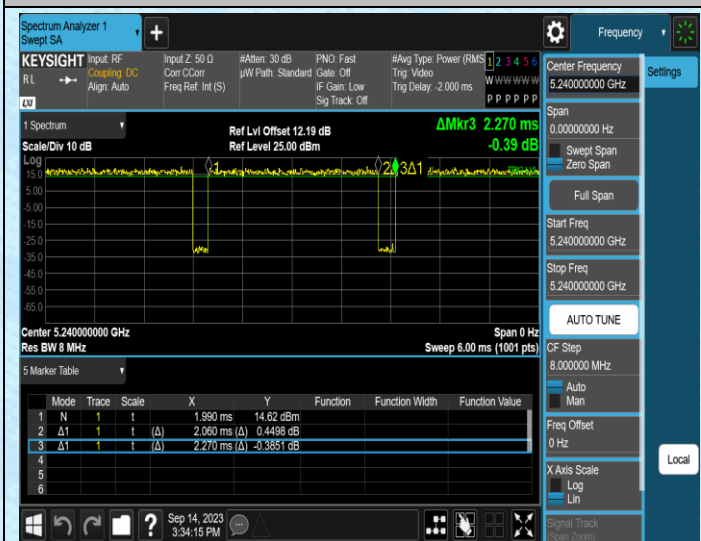 Spectrum Analyzer 1
Swept SA
+
Frequency
KEYSIGHT
RL
LXI
Input: RF
Coupling: DC
Align: Auto
Input Z: 50 Ω
Corr CCorr
Freq Ref: Int (S)
#Atten: 30 dB
µW Path: Standard
PNO: Fast
Gate: Off
IF Gain: Low
Sig Track: Off
#Avg Type: Power (RMS
Trig: Video
Trig Delay: -2.000 ms
1 2 3 4 5 6
W W W W W W
P P P P P P
1 Spectrum
Scale/Div 10 dB
Ref Lvl Offset 12.19 dB
Ref Level 25.00 dBm
ΔMkr3 2.270 ms
-0.39 dB
Log
15.0
5.00
-5.00
-15.0
-25.0
-35.0
-45.0
-55.0
-65.0
1
2
3Δ1
Center 5.240000000 GHz
Res BW 8 MHz
Span 0 Hz
Sweep 6.00 ms (1001 pts)
5 Marker Table
Mode Trace Scale X Y Function Function Width Function Value
1 N 1 t 1.990 ms 14.62 dBm
2 Δ1 1 t (Δ) 2.060 ms (Δ) 0.4498 dB
3 Δ1 1 t (Δ) 2.270 ms (Δ) -0.3851 dB
4
5
6
?
Sep 14, 2023
3:34:15 PM
Center Frequency
5.240000000 GHz
Span
0.00000000 Hz
Swept Span
Zero Span
Full Span
Start Freq
5.240000000 GHz
Stop Freq
5.240000000 GHz
AUTO TUNE
CF Step
8.000000 MHz
Auto
Man
Freq Offset
0 Hz
X Axis Scale
Log
Lin
Signal Track
(Span Zoom)
Settings
Local